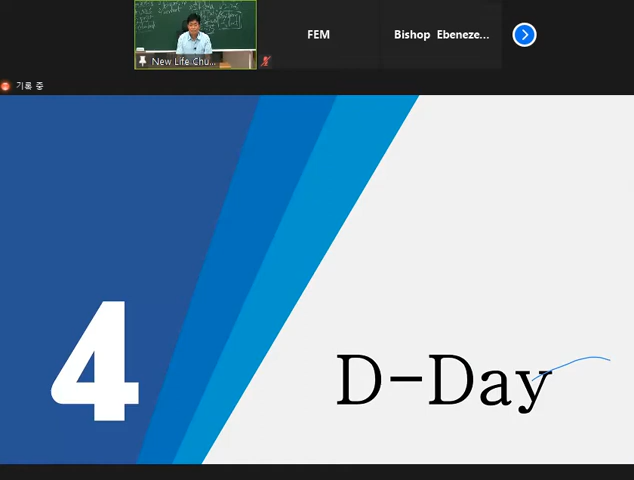 New Life Chu...
FEM
Bishop Ebeneze...
기록 중
4
D-Day